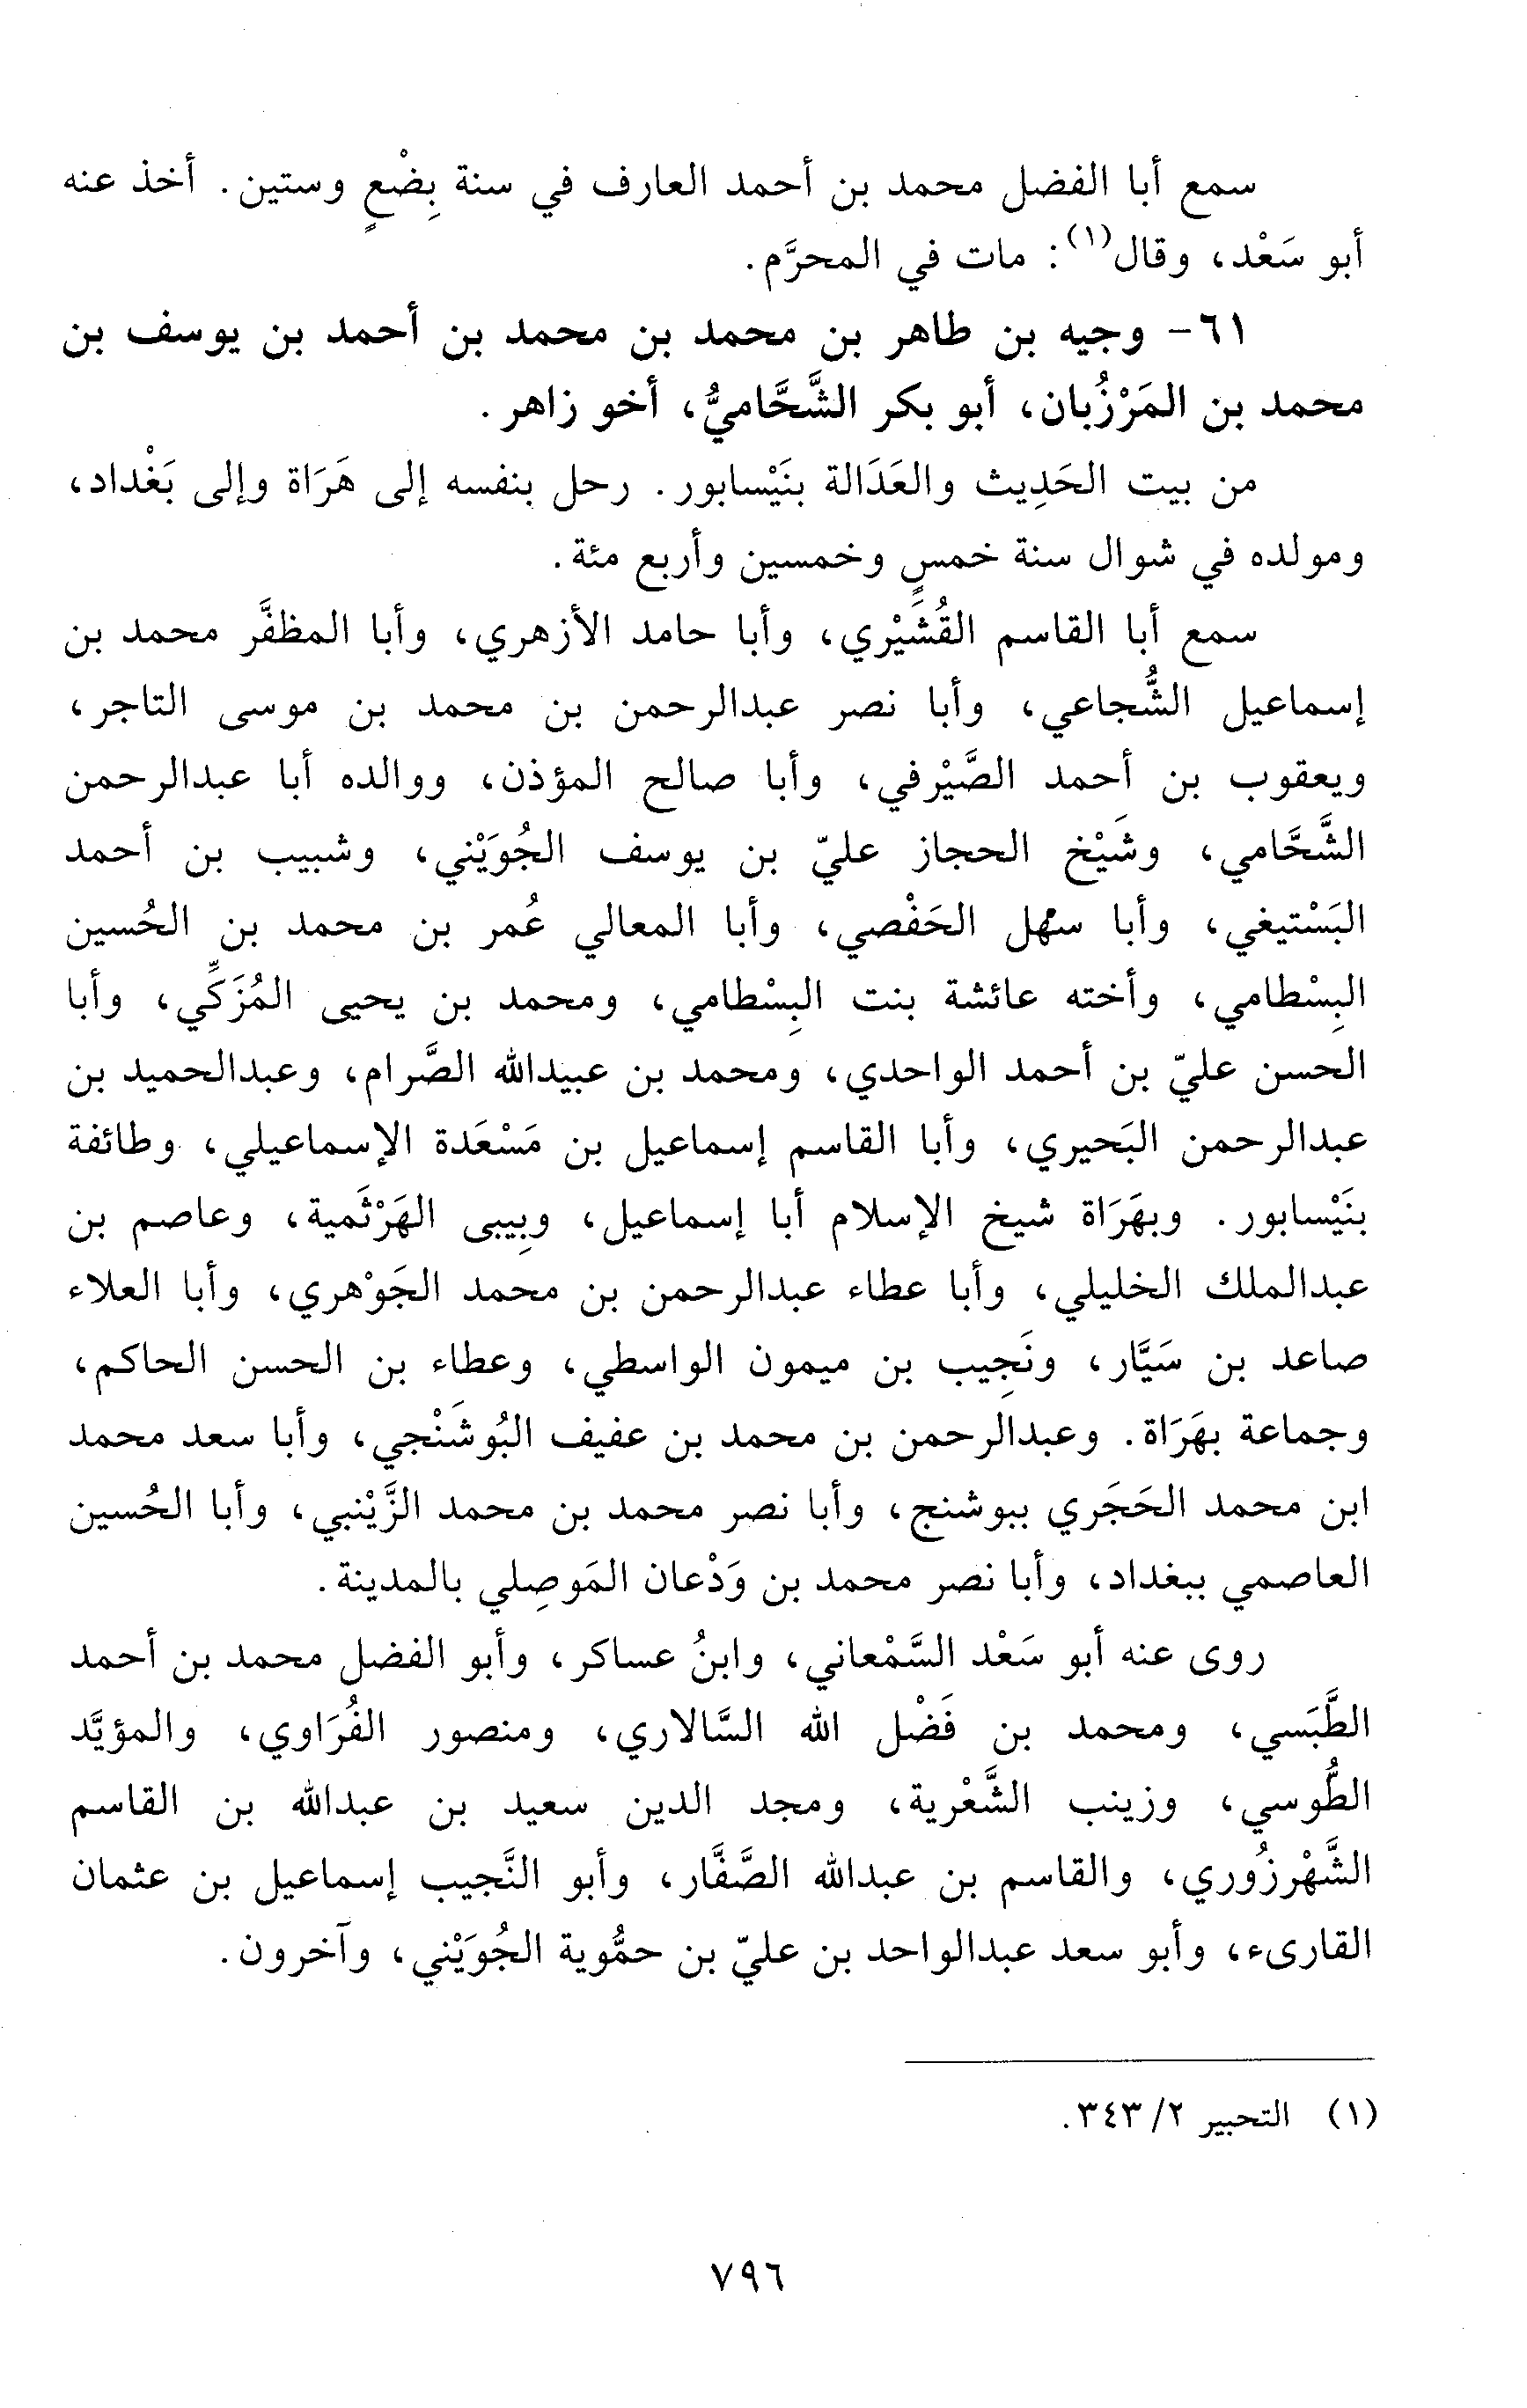 سمع أبا الفضل محمد بن أحمد العارف في سنة بِضْعٍ وستين. أخذ عنه
أبو سَعْد، وقال(١): مات في المحرَّم.
٦١- وجيه بن طاهر بن محمد بن محمد بن أحمد بن يوسف بن
محمد بن المَرْزُبان، أبو بكر الشَّحَّاميُّ، أخو زاهر.
من بيت الحَدِيث والعَدَالة بنَيْسابور. رحل بنفسه إلى هَرَاة وإلى بَغْداد،
ومولده في شوال سنة خمسٍ وخمسين وأربع مئة.
سمع أبا القاسم القُشَيْري، وأبا حامد الأزهري، وأبا المظفَّر محمد بن
إسماعيل الشُّجاعي، وأبا نصر عبدالرحمن بن محمد بن موسى التاجر،
ويعقوب بن أحمد الصَّيْرفي، وأبا صالح المؤذن، ووالده أبا عبدالرحمن
الشَّحَّامي، وشَيْخ الحجاز عليّ بن يوسف الجُوَيْني، وشبيب بن أحمد
البَسْتيغي، وأبا سهْل الحَفْصي، وأبا المعالي عُمر بن محمد بن الحُسين
البِسْطامي، وأخته عائشة بنت البِسْطامي، ومحمد بن يحيى المُزَكِّي، وأبا
الحسن عليّ بن أحمد الواحدي، ومحمد بن عبيدالله الصَّرام، وعبدالحميد بن
عبدالرحمن البَحيري، وأبا القاسم إسماعيل بن مَسْعَدة الإسماعيلي، وطائفة
بنَيْسابور. وبهَرَاة شيخ الإسلام أبا إسماعيل، وبِيبى الهَرْثَمية، وعاصم بن
عبدالملك الخليلي، وأبا عطاء عبدالرحمن بن محمد الجَوْهري، وأبا العلاء
صاعد بن سَيَّار، ونَجِيب بن ميمون الواسطي، وعطاء بن الحسن الحاكم،
وجماعة بهَرَاة. وعبدالرحمن بن محمد بن عفيف البُوشَنْجي، وأبا سعد محمد
ابن محمد الحَجَري ببوشنج، وأبا نصر محمد بن محمد الزَّيْنبي، وأبا الحُسين
العاصمي ببغداد، وأبا نصر محمد بن وَدْعان المَوصِلي بالمدينة.
روى عنه أبو سَعْد السَّمْعاني، وابنُ عساكر، وأبو الفضل محمد بن أحمد
الطَّبَسي، ومحمد بن فَضْل الله السَّالاري، ومنصور الفُرَاوي، والمؤيَّد
الطُّوسي، وزينب الشَّعْرية، ومجد الدين سعيد بن عبدالله بن القاسم
الشَّهْرزُوري، والقاسم بن عبدالله الصَّفَّار، وأبو النَّجيب إسماعيل بن عثمان
القارىء، وأبو سعد عبدالواحد بن عليّ بن حمُّوية الجُوَيْني، وآخرون.
(١) التحبير ٢/ ٣٤٣.
٧٩٦